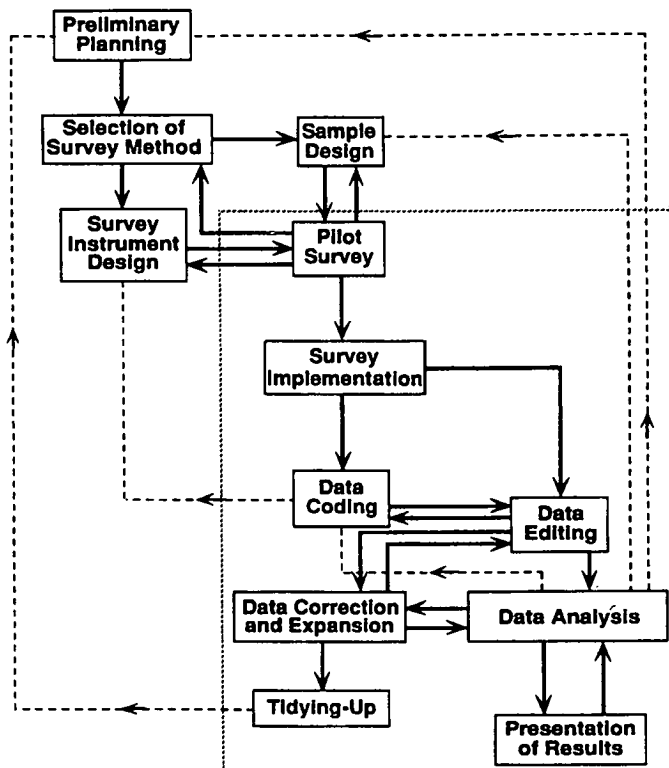 Preliminary
Planning
Selection of
Survey Method
Sample
Design
Survey
Instrument
Design
Pilot
Survey
Survey
Implementation
Data
Coding
Data
Editing
Data Correction
and Expansion
Data Analysis
Tidying-Up
Presentation
of Results